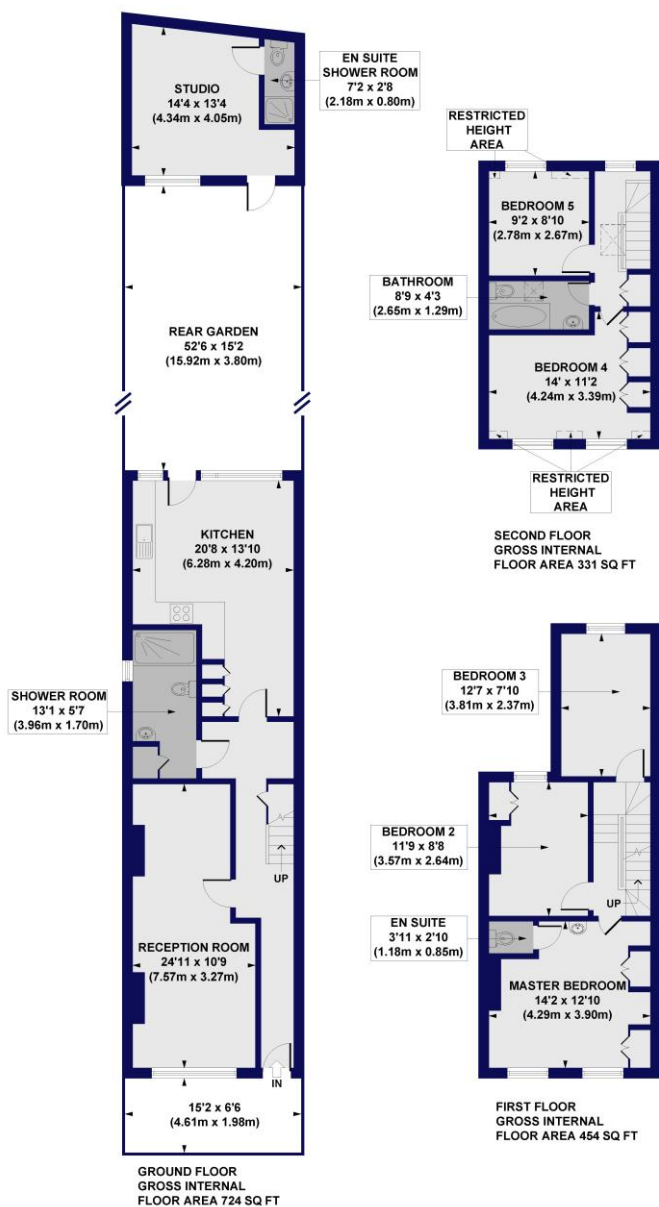 STUDIO
14'4 x 13'4
(4.34m x 4.05m)
EN SUITE
SHOWER ROOM
7'2 x 2'8
(2.18m x 0.80m)
REAR GARDEN
52'6 x 15'2
(15.92m x 3.80m)
KITCHEN
20'8 x 13'10
(6.28m x 4.20m)
SHOWER ROOM
13'1 x 5'7
(3.96m x 1.70m)
UP
RECEPTION ROOM
24'11 x 10'9
(7.57m x 3.27m)
IN
15'2 x 6'6
(4.61m x 1.98m)
GROUND FLOOR
GROSS INTERNAL
FLOOR AREA 724 SQ FT
RESTRICTED
HEIGHT
AREA
BEDROOM 5
9'2 x 8'10
(2.78m x 2.67m)
BATHROOM
8'9 x 4'3
(2.65m x 1.29m)
BEDROOM 4
14' x 11'2
(4.24m x 3.39m)
RESTRICTED
HEIGHT
AREA
SECOND FLOOR
GROSS INTERNAL
FLOOR AREA 331 SQ FT
BEDROOM 3
12'7 x 7'10
(3.81m x 2.37m)
BEDROOM 2
11'9 x 8'8
(3.57m x 2.64m)
UP
EN SUITE
3'11 x 2'10
(1.18m x 0.85m)
MASTER BEDROOM
14'2 x 12'10
(4.29m x 3.90m)
FIRST FLOOR
GROSS INTERNAL
FLOOR AREA 454 SQ FT